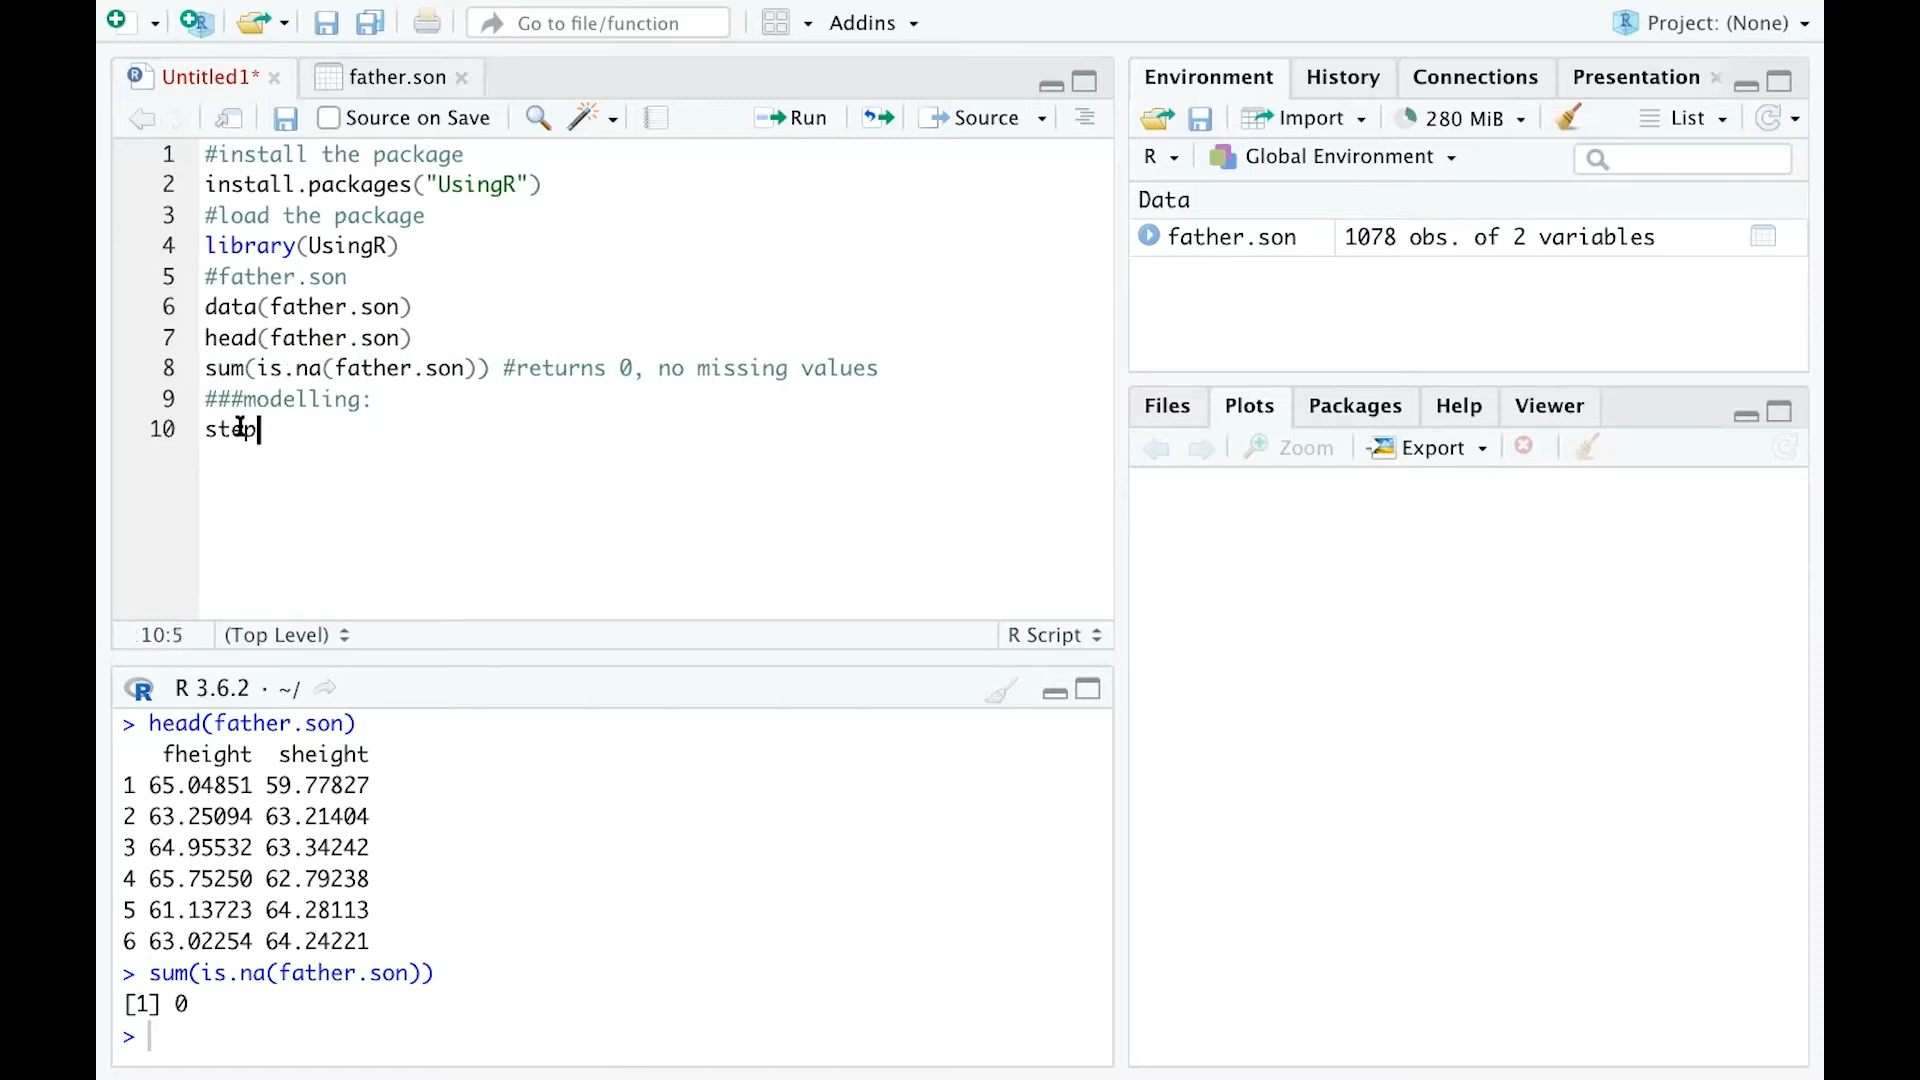 Go to file/function
Addins
Project: (None)
Untitled1*
father.son
Source on Save
Run
Source
1 #install the package
2 install.packages("UsingR")
3 #load the package
4 library(UsingR)
5 #father.son
6 data(father.son)
7 head(father.son)
8 sum(is.na(father.son)) #returns 0, no missing values
9 ###modelling:
10 step
10:5
(Top Level)
R Script
R 3.6.2 · ~/
> head(father.son)
fheight sheight
1 65.04851 59.77827
2 63.25094 63.21404
3 64.95532 63.34242
4 65.75250 62.79238
5 61.13723 64.28113
6 63.02254 64.24221
> sum(is.na(father.son))
[1] 0
>
Environment
History
Connections
Presentation
Import
280 MiB
List
R
Global Environment
Data
father.son
1078 obs. of 2 variables
Files
Plots
Packages
Help
Viewer
Zoom
Export